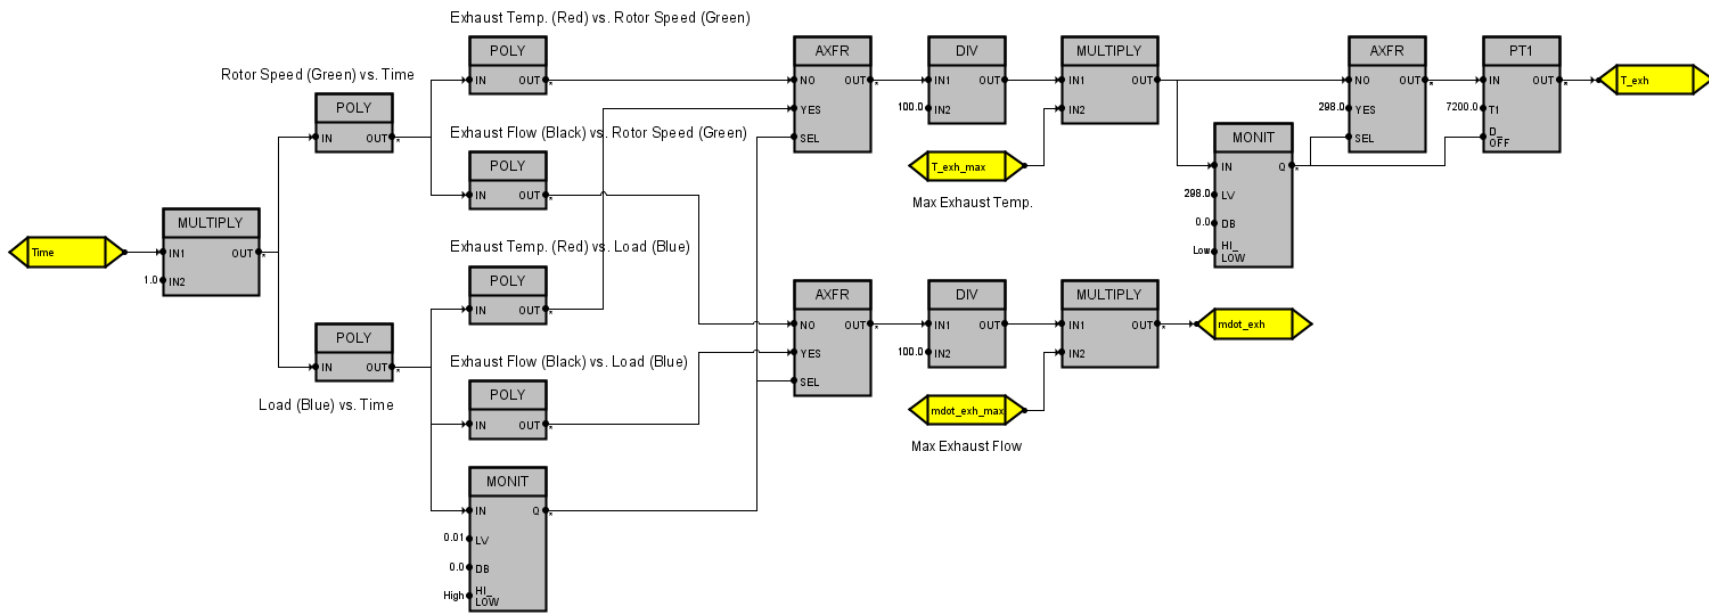 Exhaust Temp. (Red) vs. Rotor Speed (Green)
POLY
IN OUT
Rotor Speed (Green) vs. Time
POLY
IN OUT
Exhaust Flow (Black) vs. Rotor Speed (Green)
POLY
IN OUT
Time
MULTIPLY
IN1 OUT
1.0 IN2
Exhaust Temp. (Red) vs. Load (Blue)
POLY
IN OUT
POLY
IN OUT
Load (Blue) vs. Time
Exhaust Flow (Black) vs. Load (Blue)
POLY
IN OUT
MONIT
IN Q
0.01 LV
0.0 DB
High HI_
LOW
AXFR
NO OUT
YES
SEL
DIV
IN1 OUT
100.0 IN2
MULTIPLY
IN1 OUT
IN2
T_exh_max
Max Exhaust Temp.
MONIT
IN Q
298.0 LV
0.0 DB
Low HI_
LOW
AXFR
NO OUT
298.0 YES
SEL
PT1
IN OUT
7200.0 T1
D_
OFF
T_exh
AXFR
NO OUT
YES
SEL
DIV
IN1 OUT
100.0 IN2
MULTIPLY
IN1 OUT
IN2
mdot_exh
mdot_exh_max
Max Exhaust Flow